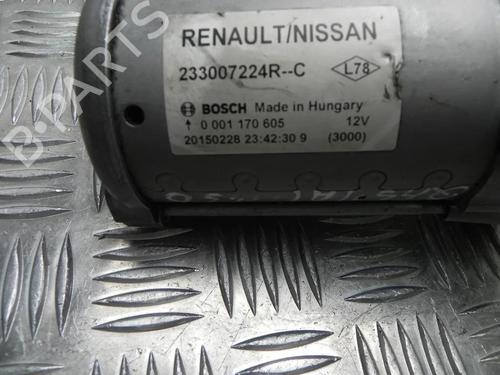 RENAULT/NISSAN
233007224R--C L78
BOSCH Made in Hungary
0 001 170 605 12V
20150228 23:42:30 9 (3000)